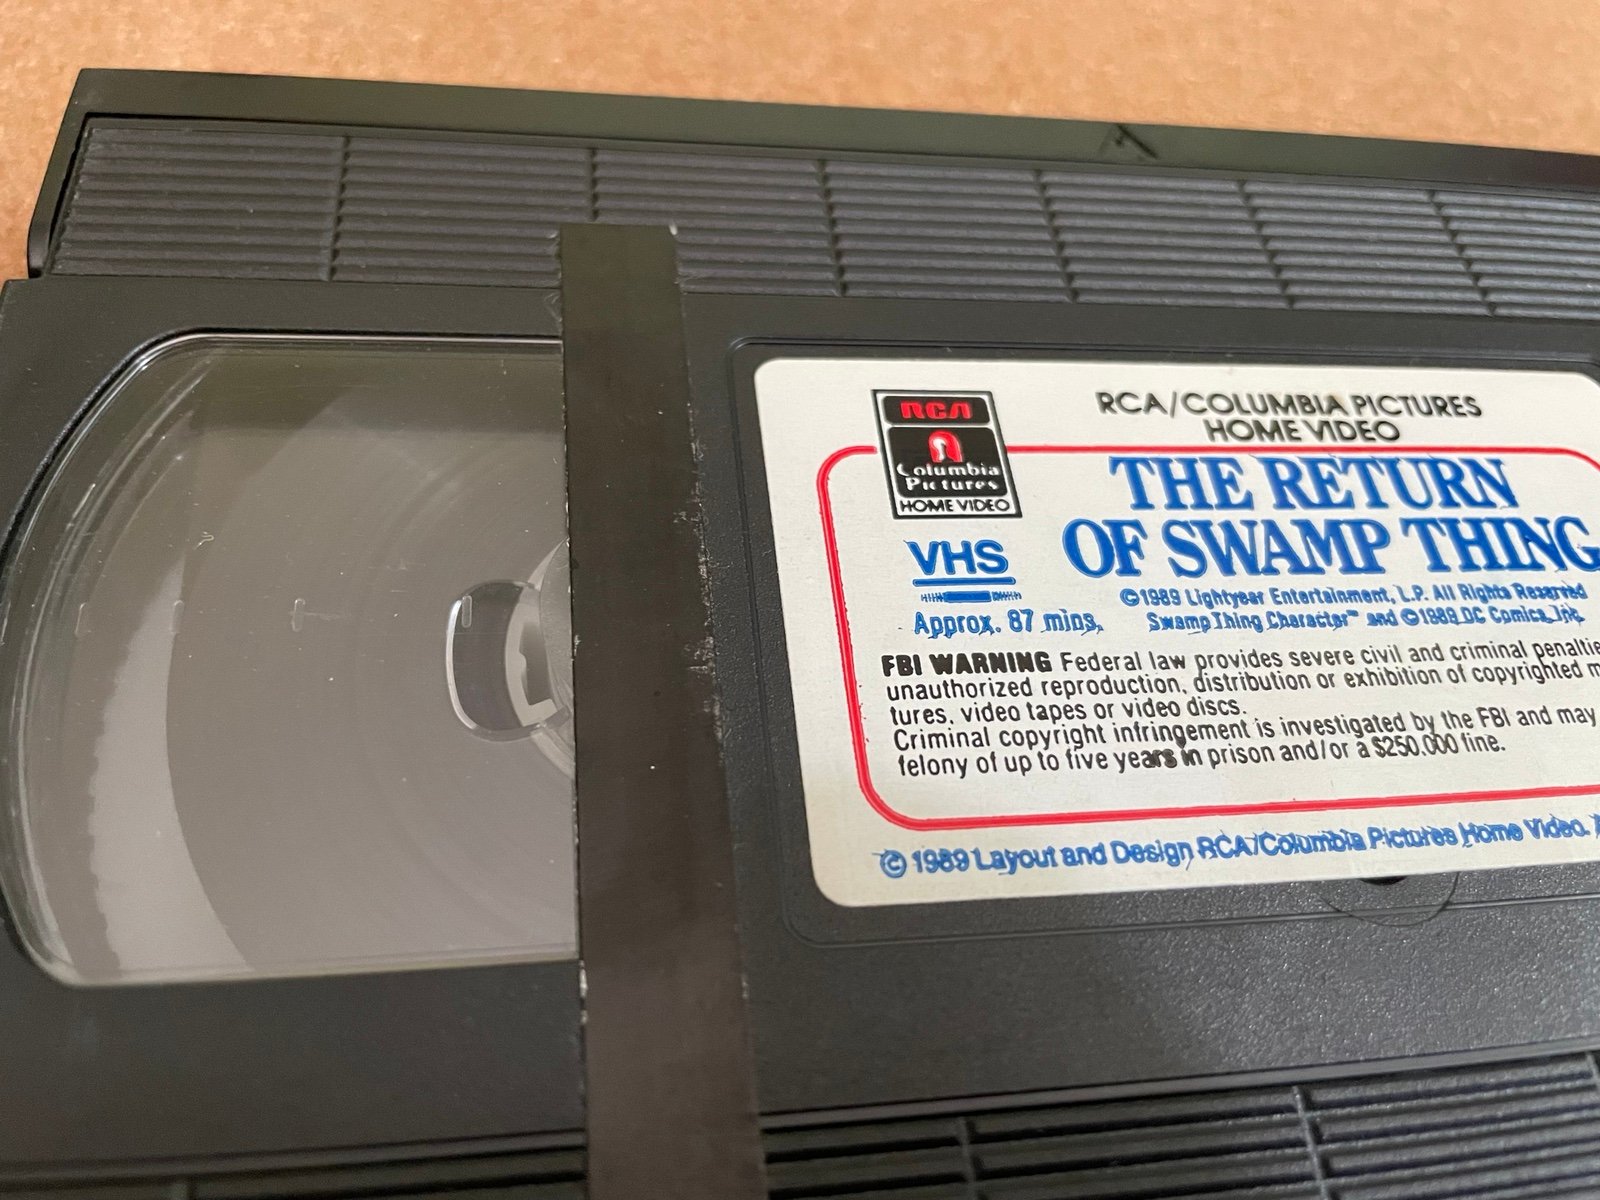 RCA
Columbia
Pictures
HOME VIDEO
RCA/COLUMBIA PICTURES
HOME VIDEO
THE RETURN
OF SWAMP THING
VHS
Approx. 87 mins.
©1989 Lightyear Entertainment, L.P. All Rights Reserved
Swamp Thing Character™ and ©1989 DC Comics, Inc.
FBI WARNING Federal law provides severe civil and criminal penaltie
unauthorized reproduction, distribution or exhibition of copyrighted m
tures, video tapes or video discs.
Criminal copyright infringement is investigated by the FBI and may
felony of up to five years in prison and/or a $250.000 fine.
© 1989 Layout and Design RCA/Columbia Pictures Home Video.